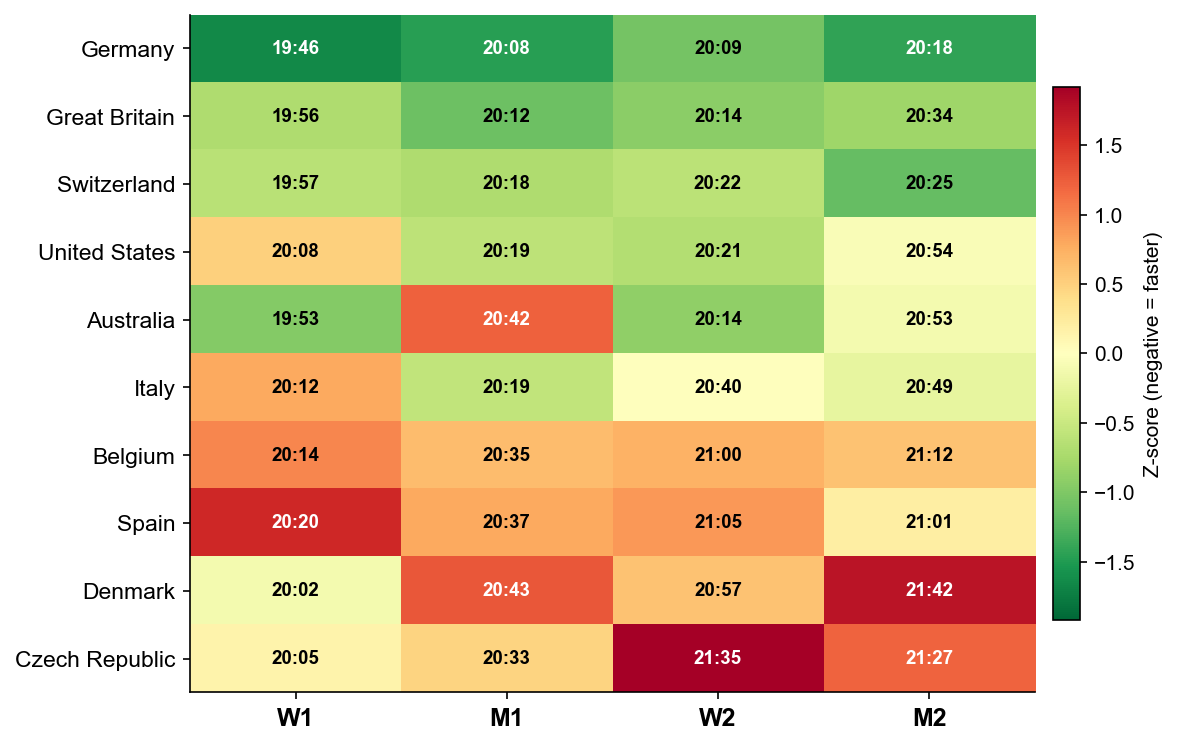 Germany 19:46 20:08 20:09 20:18
Great Britain 19:56 20:12 20:14 20:34
Switzerland 19:57 20:18 20:22 20:25
United States 20:08 20:19 20:21 20:54
Australia 19:53 20:42 20:14 20:53
Italy 20:12 20:19 20:40 20:49
Belgium 20:14 20:35 21:00 21:12
Spain 20:20 20:37 21:05 21:01
Denmark 20:02 20:43 20:57 21:42
Czech Republic 20:05 20:33 21:35 21:27
W1 M1 W2 M2
1.5
1.0
0.5
0.0
−0.5
−1.0
−1.5
Z-score (negative = faster)